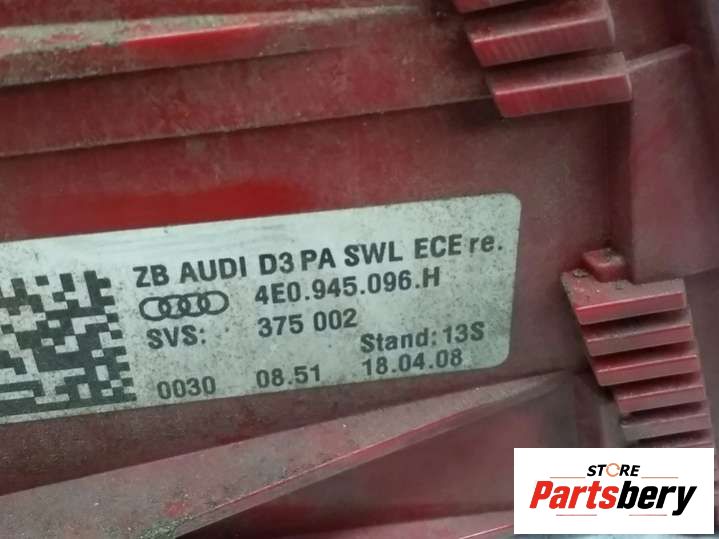 ZB AUDI D3 PA SWL ECE re.
4E0.945.096.H
SVS: 375 002
Stand: 13S
0030 08.51 18.04.08
STORE
Partsbery